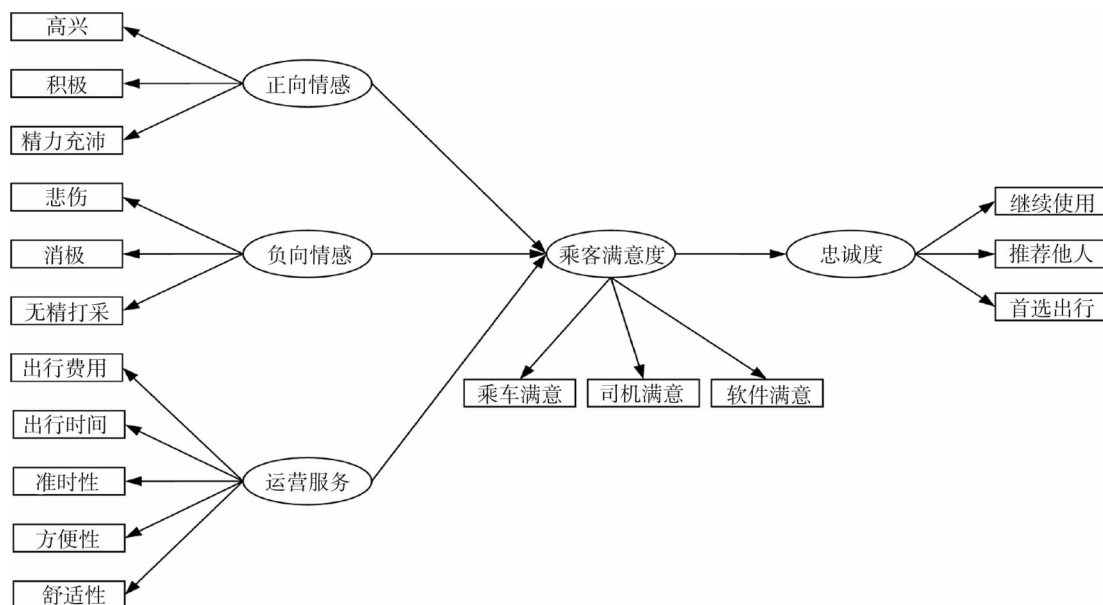 高兴
积极
精力充沛
正向情感
悲伤
消极
无精打采
负向情感
出行费用
出行时间
准时性
方便性
舒适性
运营服务
乘客满意度
乘车满意
司机满意
软件满意
忠诚度
继续使用
推荐他人
首选出行